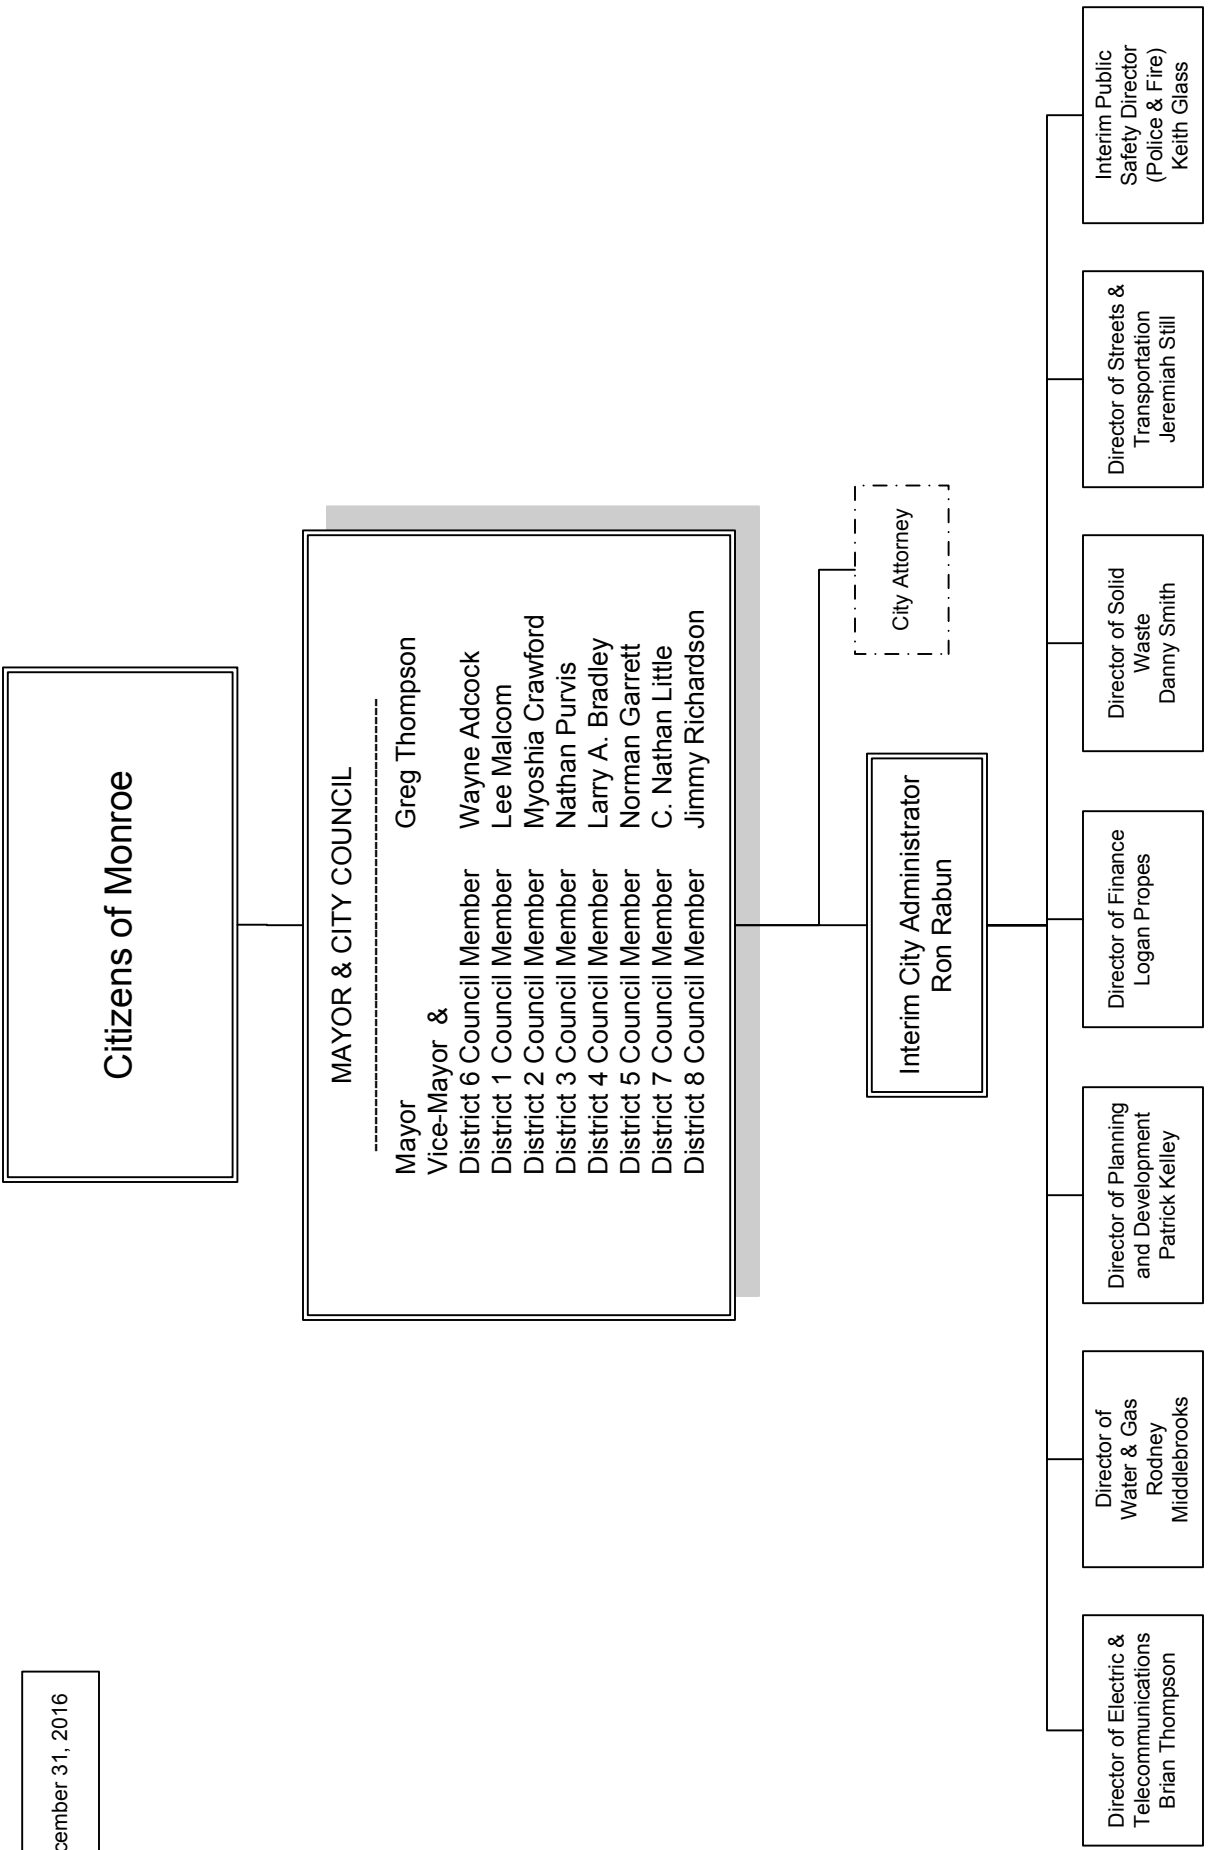 31, 2016
Citizens of Monroe
MAYOR & CITY COUNCIL
Mayor Greg Thompson
Vice-Mayor &
District 6 Council Member Wayne Adcock
District 1 Council Member Lee Malcom
District 2 Council Member Myoshia Crawford
District 3 Council Member Nathan Purvis
District 4 Council Member Larry A. Bradley
District 5 Council Member Norman Garrett
District 7 Council Member C. Nathan Little
District 8 Council Member Jimmy Richardson
City Attorney
Interim City Administrator
Ron Rabun
Director of Electric &
Telecommunications
Brian Thompson
Director of
Water & Gas
Rodney
Middlebrooks
Director of Planning
and Development
Patrick Kelley
Director of Finance
Logan Propes
Director of Solid
Waste
Danny Smith
Director of Streets &
Transportation
Jeremiah Still
Interim Public
Safety Director
(Police & Fire)
Keith Glass